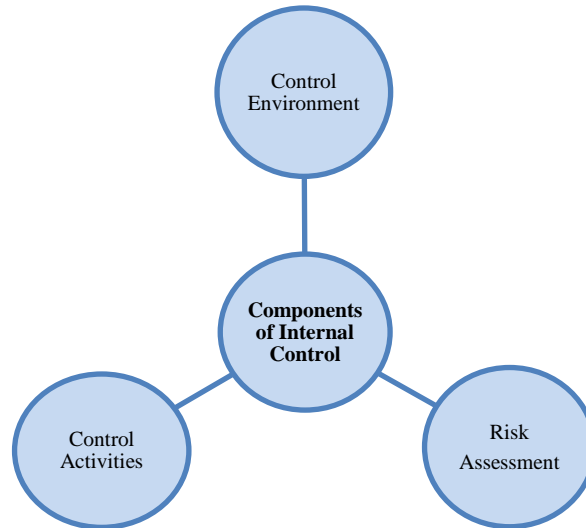 Control
Environment
Components
of Internal
Control
Control
Activities
Risk
Assessment